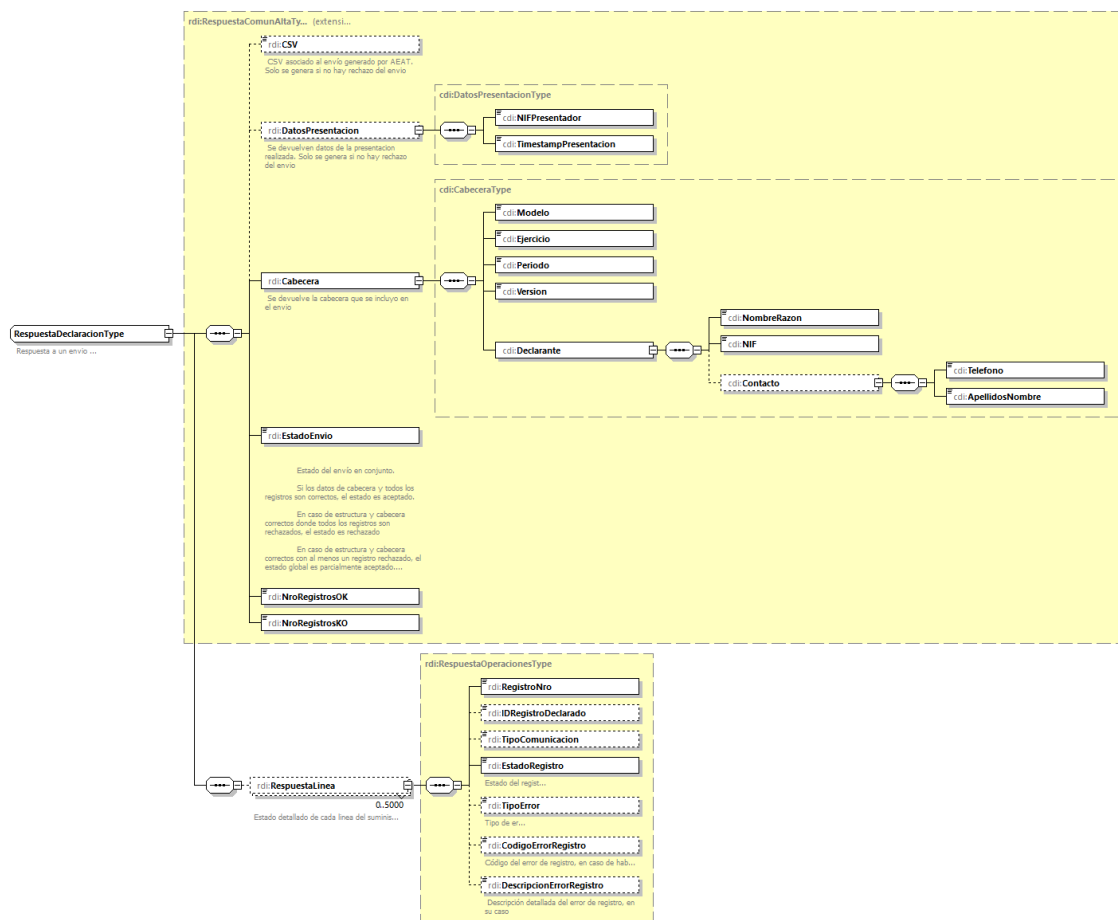 rdi:RespuestaComunAltaTy... (extensi...
rdi:CSV
CSV asociado al envío generado por AEAT.
Solo se genera si no hay rechazo del envio
cdi:DatosPresentacionType
rdi:DatosPresentacion
Se devuelven datos de la presentacion
realizada. Solo se genera si no hay rechazo
del envio
cdi:NIFPresentador
cdi:TimestampPresentacion
cdi:CabeceraType
cdi:Modelo
cdi:Ejercicio
cdi:Periodo
cdi:Version
rdi:Cabecera
Se devuelve la cabecera que se incluyo en
el envio
cdi:Declarante
cdi:NombreRazon
cdi:NIF
cdi:Contacto
cdi:Telefono
cdi:ApellidosNombre
RespuestaDeclaracionType
Respuesta a un envio ...
rdi:EstadoEnvio
Estado del envío en conjunto.
Si los datos de cabecera y todos los
registros son correctos, el estado es aceptado.
En caso de estructura y cabecera
correctos donde todos los registros son
rechazados, el estado es rechazado
En caso de estructura y cabecera
correctos con al menos un registro rechazado, el
estado global es parcialmente aceptado....
rdi:NroRegistrosOK
rdi:NroRegistrosKO
rdi:RespuestaOperacionesType
rdi:RegistroNro
rdi:IDRegistroDeclarado
rdi:TipoComunicacion
rdi:EstadoRegistro
Estado del regist...
rdi:RespuestaLinea
0..5000
Estado detallado de cada linea del suminis...
rdi:TipoError
Tipo de er...
rdi:CodigoErrorRegistro
Código del error de registro, en caso de hab...
rdi:DescripcionErrorRegistro
Descripción detallada del error de registro, en
su caso